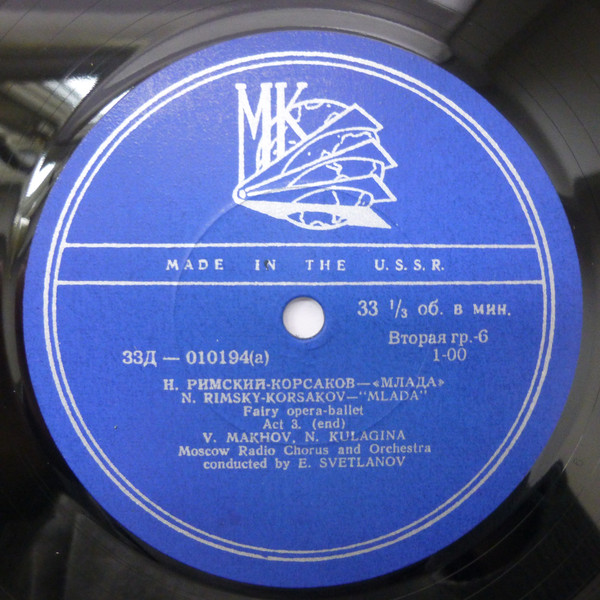 МК
MADE IN THE U.S.S.R.
33 1/3 об. в мин.
Вторая гр.-6
33Д — 010194(а)
1-00
Н. РИМСКИЙ-КОРСАКОВ—«МЛАДА»
N. RIMSKY-KORSAKOV—"MLADA"
Fairy opera-ballet
Act 3. (end)
V. MAKHOV, N. KULAGINA
Moscow Radio Chorus and Orchestra
conducted by E. SVETLANOV